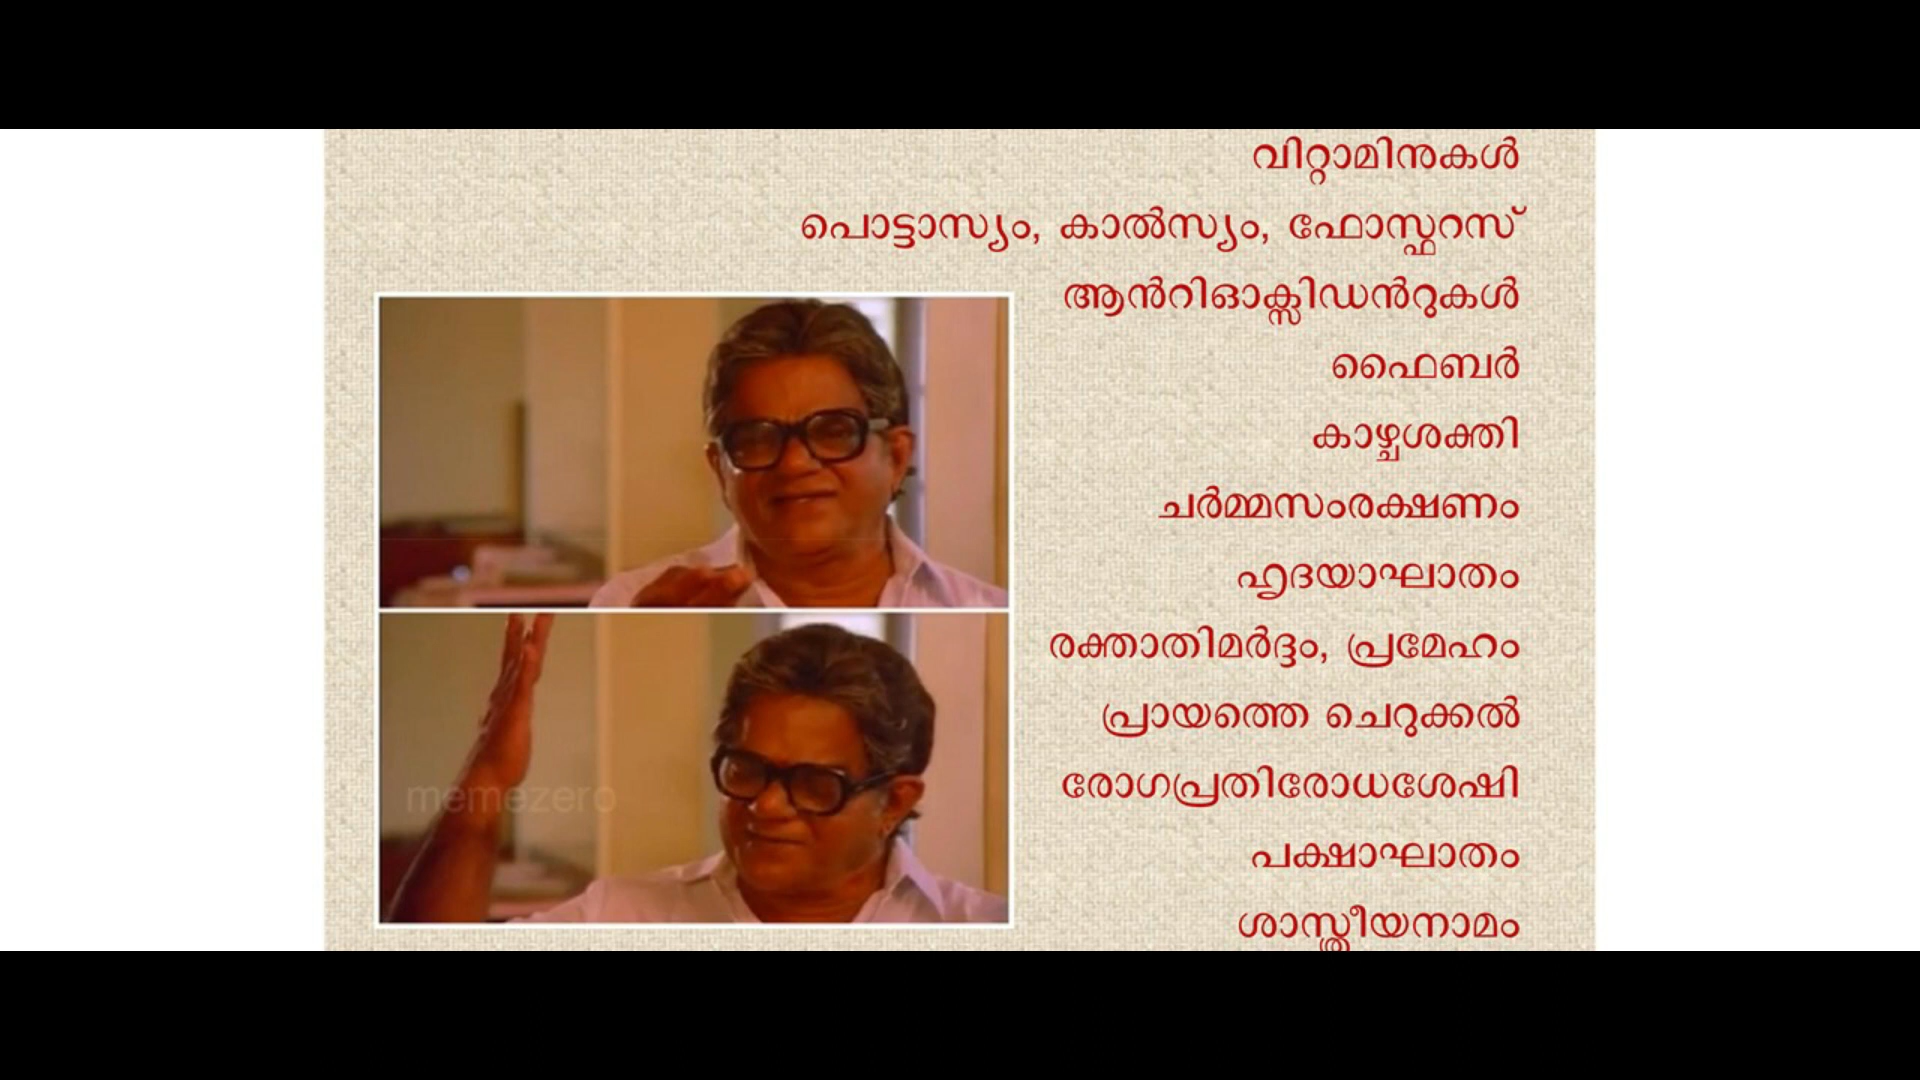 വിറ്റാമിനുകൾ
പൊട്ടാസ്യം, കാൽസ്യം, ഫോസ്ഫറസ്
ആൻറിഓക്സിഡൻറുകൾ
ഫൈബർ
കാഴ്ചശക്തി
ചർമ്മസംരക്ഷണം
ഹൃദയാഘാതം
രക്താതിമർദ്ദം, പ്രമേഹം
പ്രായത്തെ ചെറുക്കൽ
രോഗപ്രതിരോധശേഷി
memezero
പക്ഷാഘാതം
ശാസ്ത്രീയനാമം